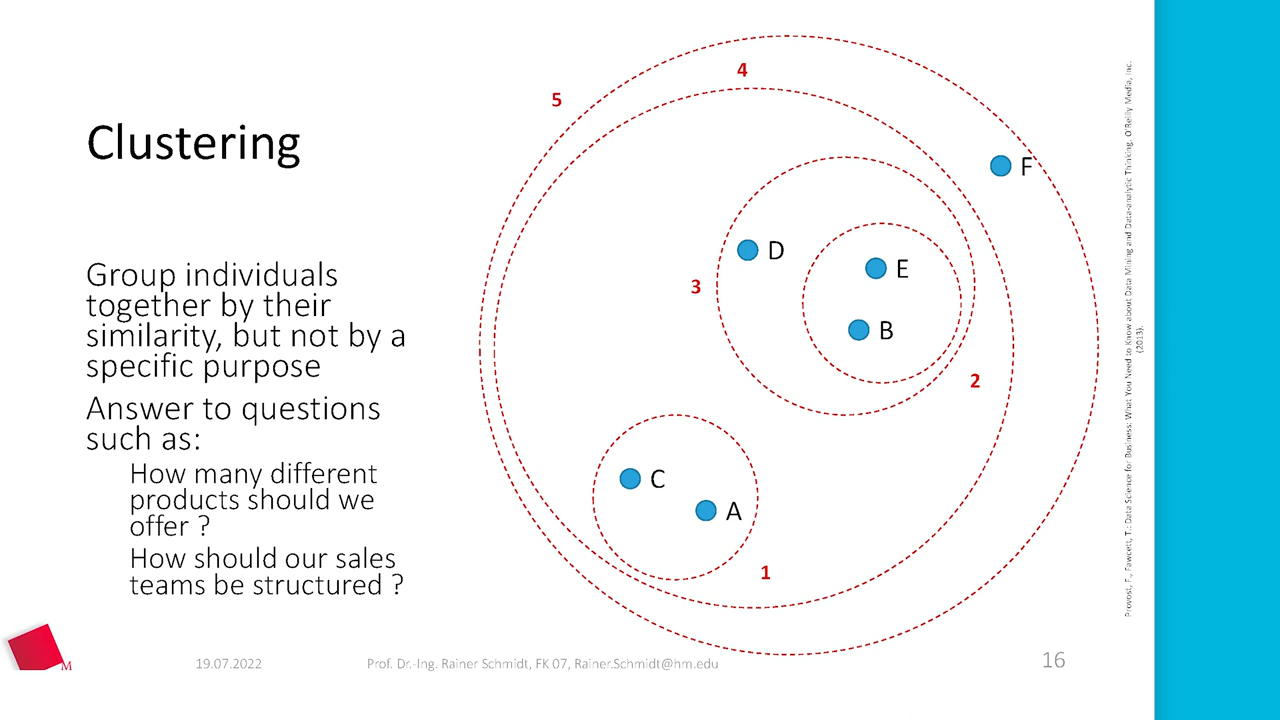 Clustering
Group individuals
together by their
similarity, but not by a
specific purpose
Answer to questions
such as:
How many different
products should we
offer ?
How should our sales
teams be structured ?
5
4
F
D
E
3
B
2
C
A
1
Provost, F., Fawcett, T.: Data Science for Business: What You Need to Know about Data Mining and Data-analytic Thinking. O'Reilly Media, Inc.
(2013).
M
19.07.2022
Prof. Dr.-Ing. Rainer Schmidt, FK 07, Rainer.Schmidt@hm.edu
16